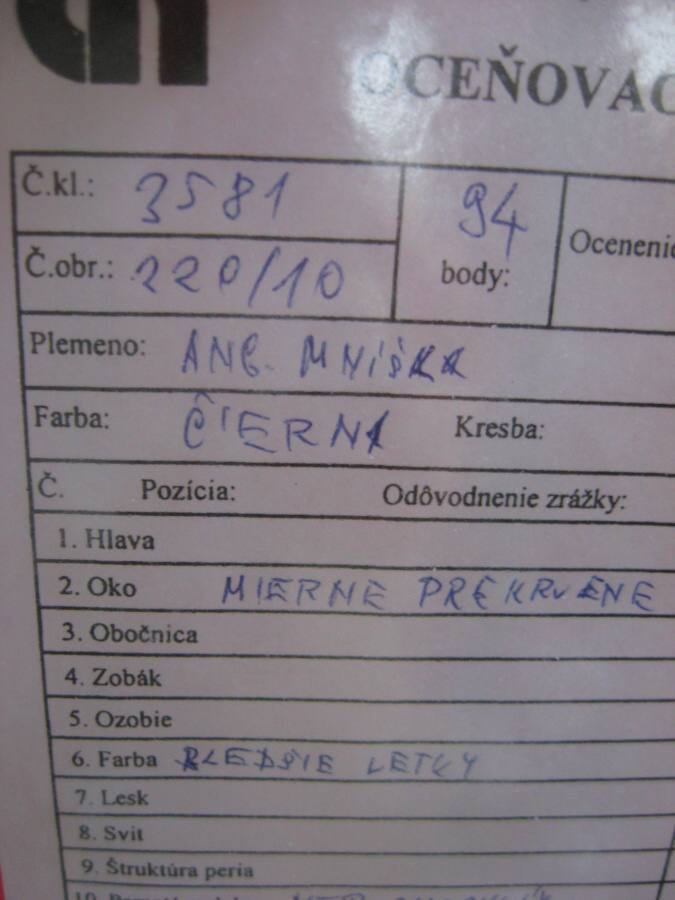 OCEŇOVAC
Č.kl.: 3581 94 body: Ocenenie
Č.obr.: 220/10
Plemeno: ANG. MNÍŠKA
Farba: ČIERNA Kresba:
Č. Pozícia: Odôvodnenie zrážky:
1. Hlava
2. Oko MIERNE PREKRVENE
3. Obočnica
4. Zobák
5. Ozobie
6. Farba BLEDŠIE LETKY
7. Lesk
8. Svit
9. Štruktúra peria